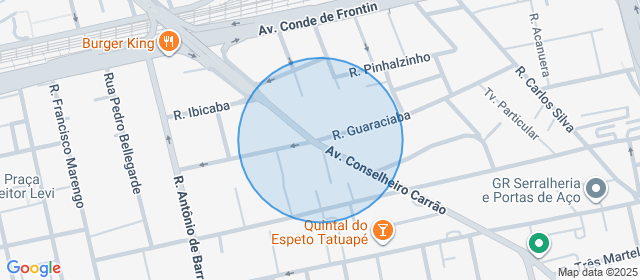 Av. Conde de Frontin
Burger King
R. Pinhalzinho
R. Acanuera
R. Carlos Silva
Tv. Particular
R. Ibicaba
R. Guaraciaba
Av. Conselheiro Carrão
R. Francisco Marengo
Rua Pedro Bellegarde
R. Antônio de Barr
Praça
eitor Levi
GR Serralheria
e Portas de Aço
Quintal do
Espeto Tatuapé
Três Martel
Google
Map data ©2025